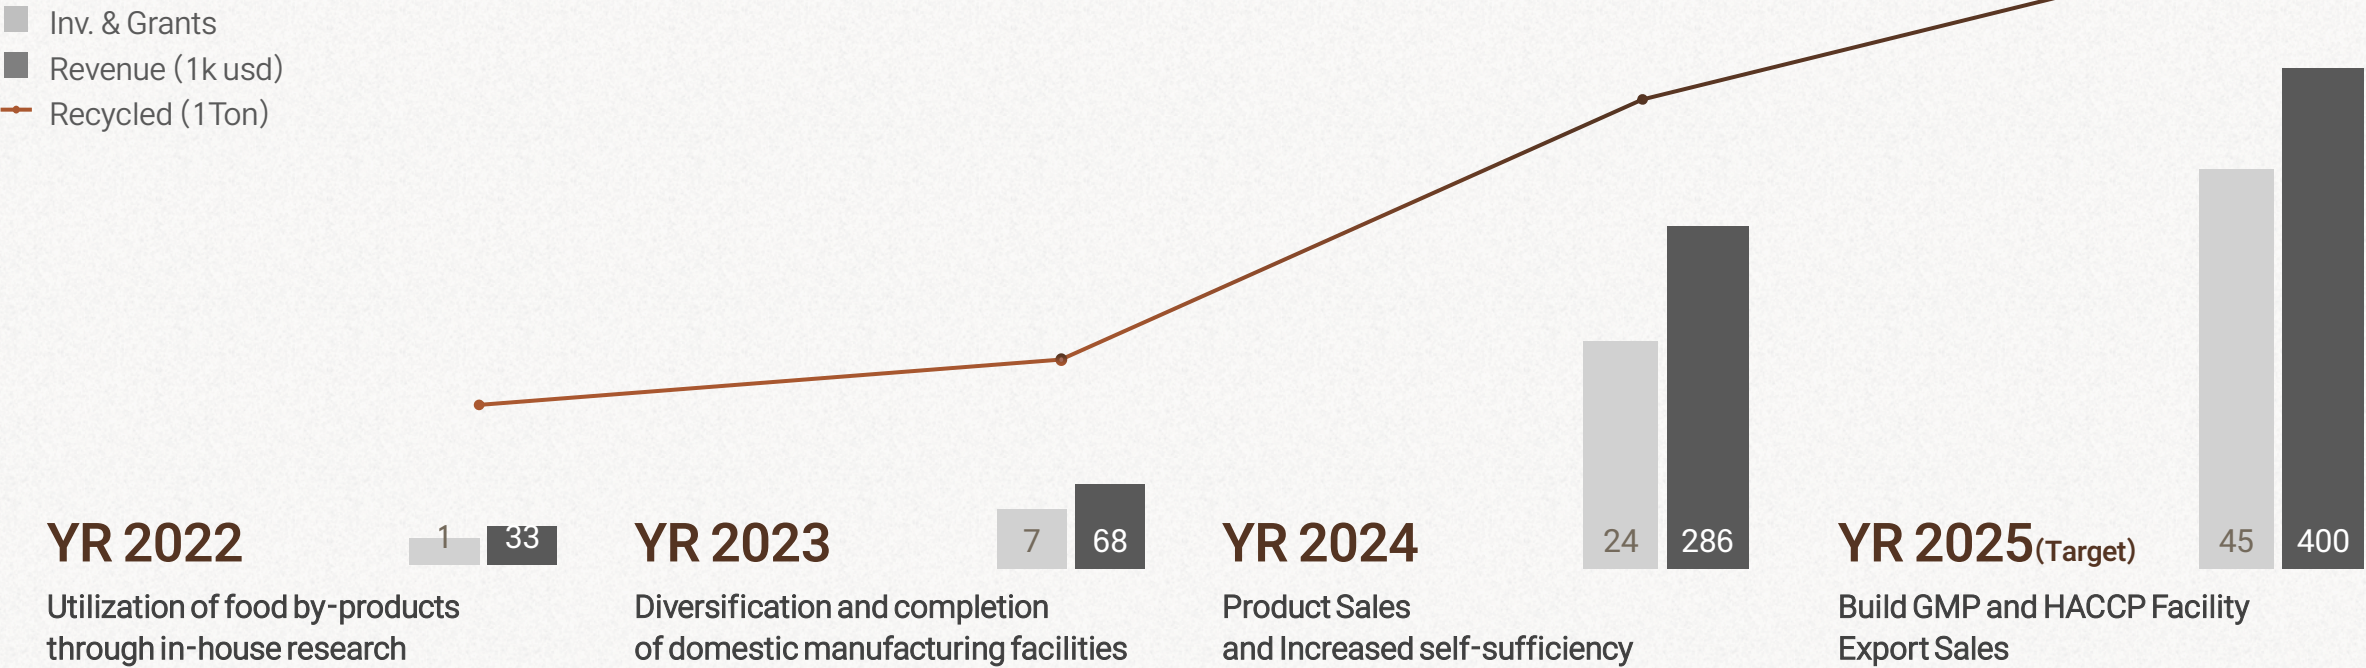 Inv. & Grants
Revenue (1k usd)
Recycled (1Ton)
YR 2022
1
33
Utilization of food by-products
through in-house research
YR 2023
7
68
Diversification and completion
of domestic manufacturing facilities
YR 2024
24
286
Product Sales
and Increased self-sufficiency
YR 2025(Target)
45
400
Build GMP and HACCP Facility
Export Sales